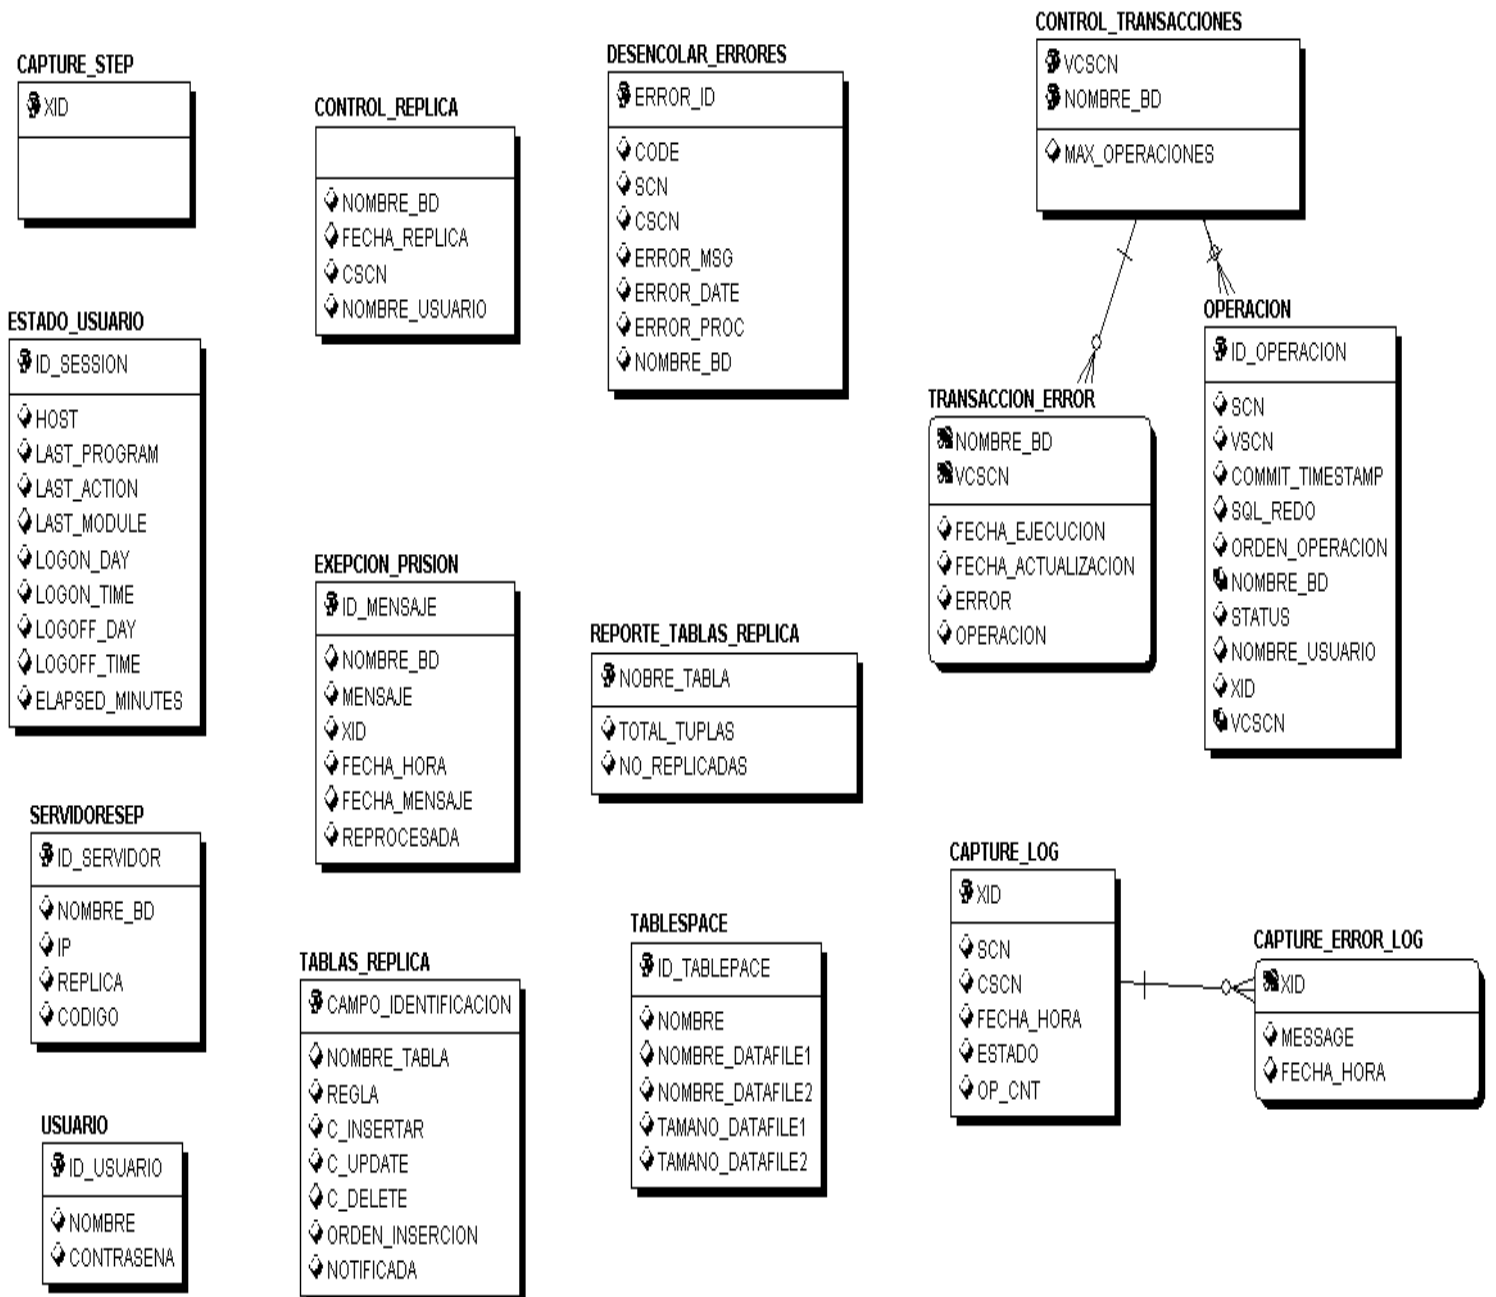 CAPTURE_STEP
XID
ESTADO_USUARIO
ID_SESSION
HOST
LAST_PROGRAM
LAST_ACTION
LAST_MODULE
LOGON_DAY
LOGON_TIME
LOGOFF_DAY
LOGOFF_TIME
ELAPSED_MINUTES
SERVIDORESEP
ID_SERVIDOR
NOMBRE_BD
IP
REPLICA
CODIGO
USUARIO
ID_USUARIO
NOMBRE
CONTRASENA
CONTROL_REPLICA
NOMBRE_BD
FECHA_REPLICA
CSCN
NOMBRE_USUARIO
EXEPCION_PRISION
ID_MENSAJE
NOMBRE_BD
MENSAJE
XID
FECHA_HORA
FECHA_MENSAJE
REPROCESADA
TABLAS_REPLICA
CAMPO_IDENTIFICACION
NOMBRE_TABLA
REGLA
C_INSERTAR
C_UPDATE
C_DELETE
ORDEN_INSERCION
NOTIFICADA
DESENCOLAR_ERRORES
ERROR_ID
CODE
SCN
CSCN
ERROR_MSG
ERROR_DATE
ERROR_PROC
NOMBRE_BD
REPORTE_TABLAS_REPLICA
NOBRE_TABLA
TOTAL_TUPLAS
NO_REPLICADAS
TABLESPACE
ID_TABLEPACE
NOMBRE
NOMBRE_DATAFILE1
NOMBRE_DATAFILE2
TAMANO_DATAFILE1
TAMANO_DATAFILE2
CONTROL_TRANSACCIONES
VCSCN
NOMBRE_BD
MAX_OPERACIONES
TRANSACCION_ERROR
NOMBRE_BD
VCSCN
FECHA_EJECUCION
FECHA_ACTUALIZACION
ERROR
OPERACION
OPERACION
ID_OPERACION
SCN
VSCN
COMMIT_TIMESTAMP
SQL_REDO
ORDEN_OPERACION
NOMBRE_BD
STATUS
NOMBRE_USUARIO
XID
VCSCN
CAPTURE_LOG
XID
SCN
CSCN
FECHA_HORA
ESTADO
OP_CNT
CAPTURE_ERROR_LOG
XID
MESSAGE
FECHA_HORA